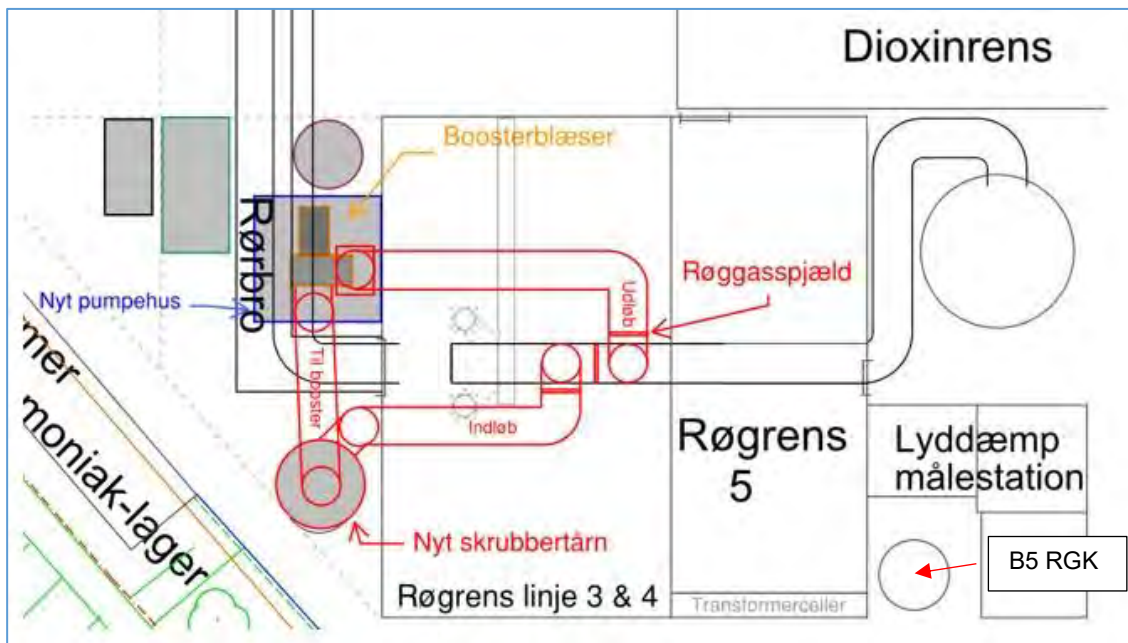 Dioxinrens
Boosterblæser
Rørbro
Røggasspjæld
Udløb
Nyt pumpehus
Til booster
Indløb
mer
moniak-lager
Røgrens
5
Lyddæmp
målestation
Nyt skrubbertårn
B5 RGK
Røgrens linje 3 & 4
Transformerceller